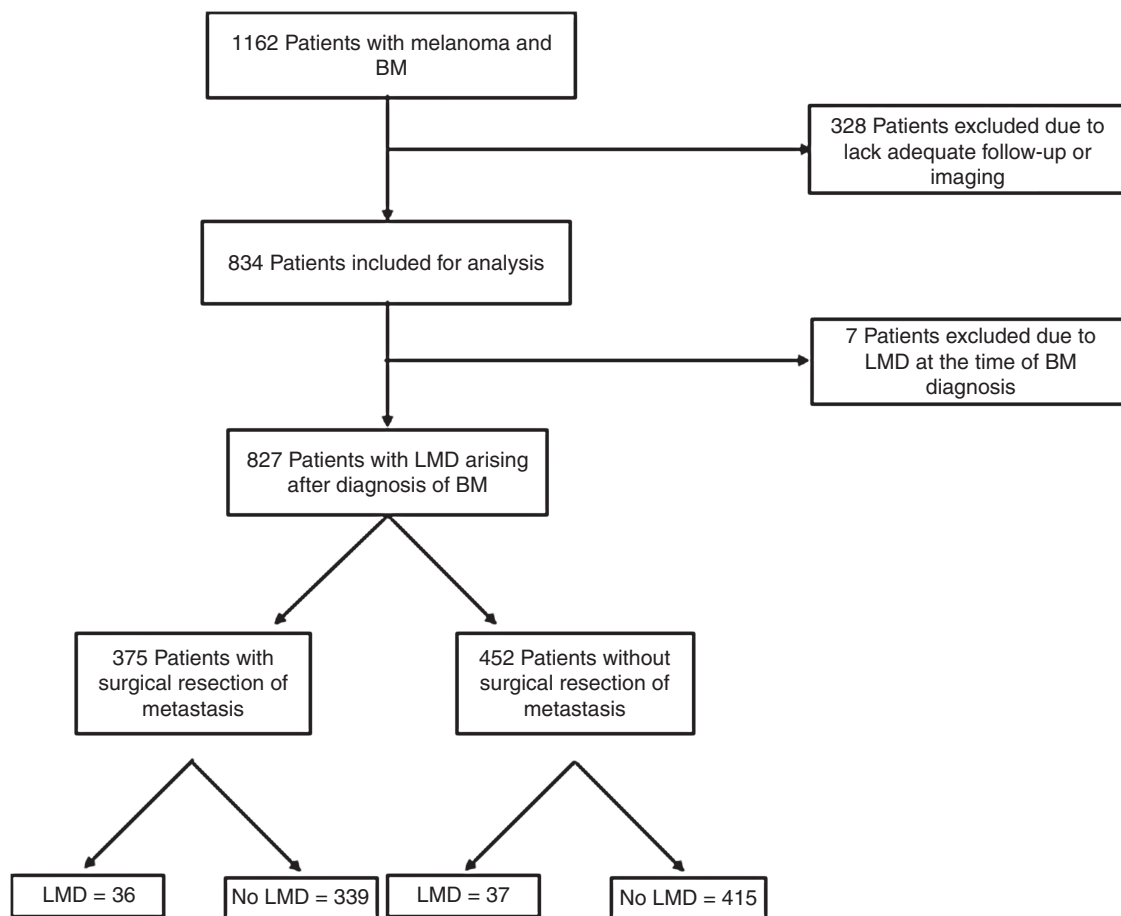 1162 Patients with melanoma and
BM
328 Patients excluded due to
lack adequate follow-up or
imaging
834 Patients included for analysis
7 Patients excluded due to
LMD at the time of BM
diagnosis
827 Patients with LMD arising
after diagnosis of BM
375 Patients with
surgical resection of
metastasis
452 Patients without
surgical resection of
metastasis
LMD = 36
No LMD = 339
LMD = 37
No LMD = 415